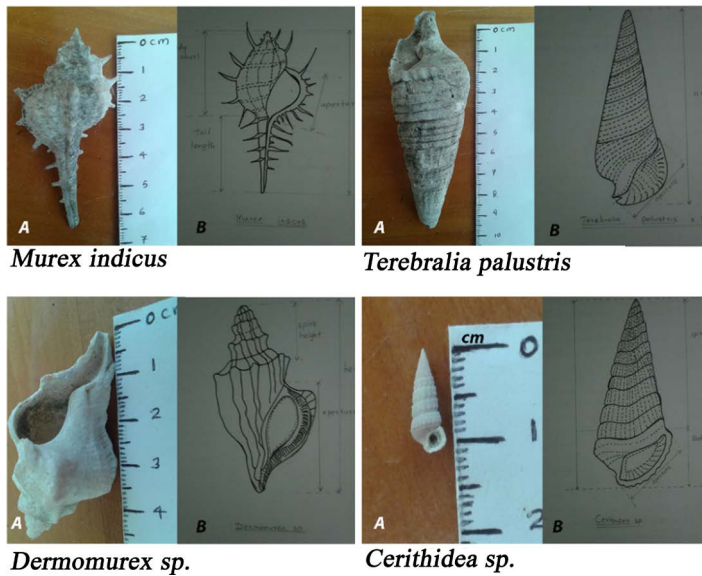 0 cm
1
2
3
4
5
6
7
A
B
Tail
length
aperture
Murex indicus
Murex indicus
1
2
3
4
5
6
7
8
9
10
A
B
Terebralia palustris
Terebralia palustris
0 cm
1
2
3
4
A
B
spire
height
aperture
Dermomurex sp
Dermomurex sp.
cm
0
1
2
A
B
Cerithidea sp
Cerithidea sp.